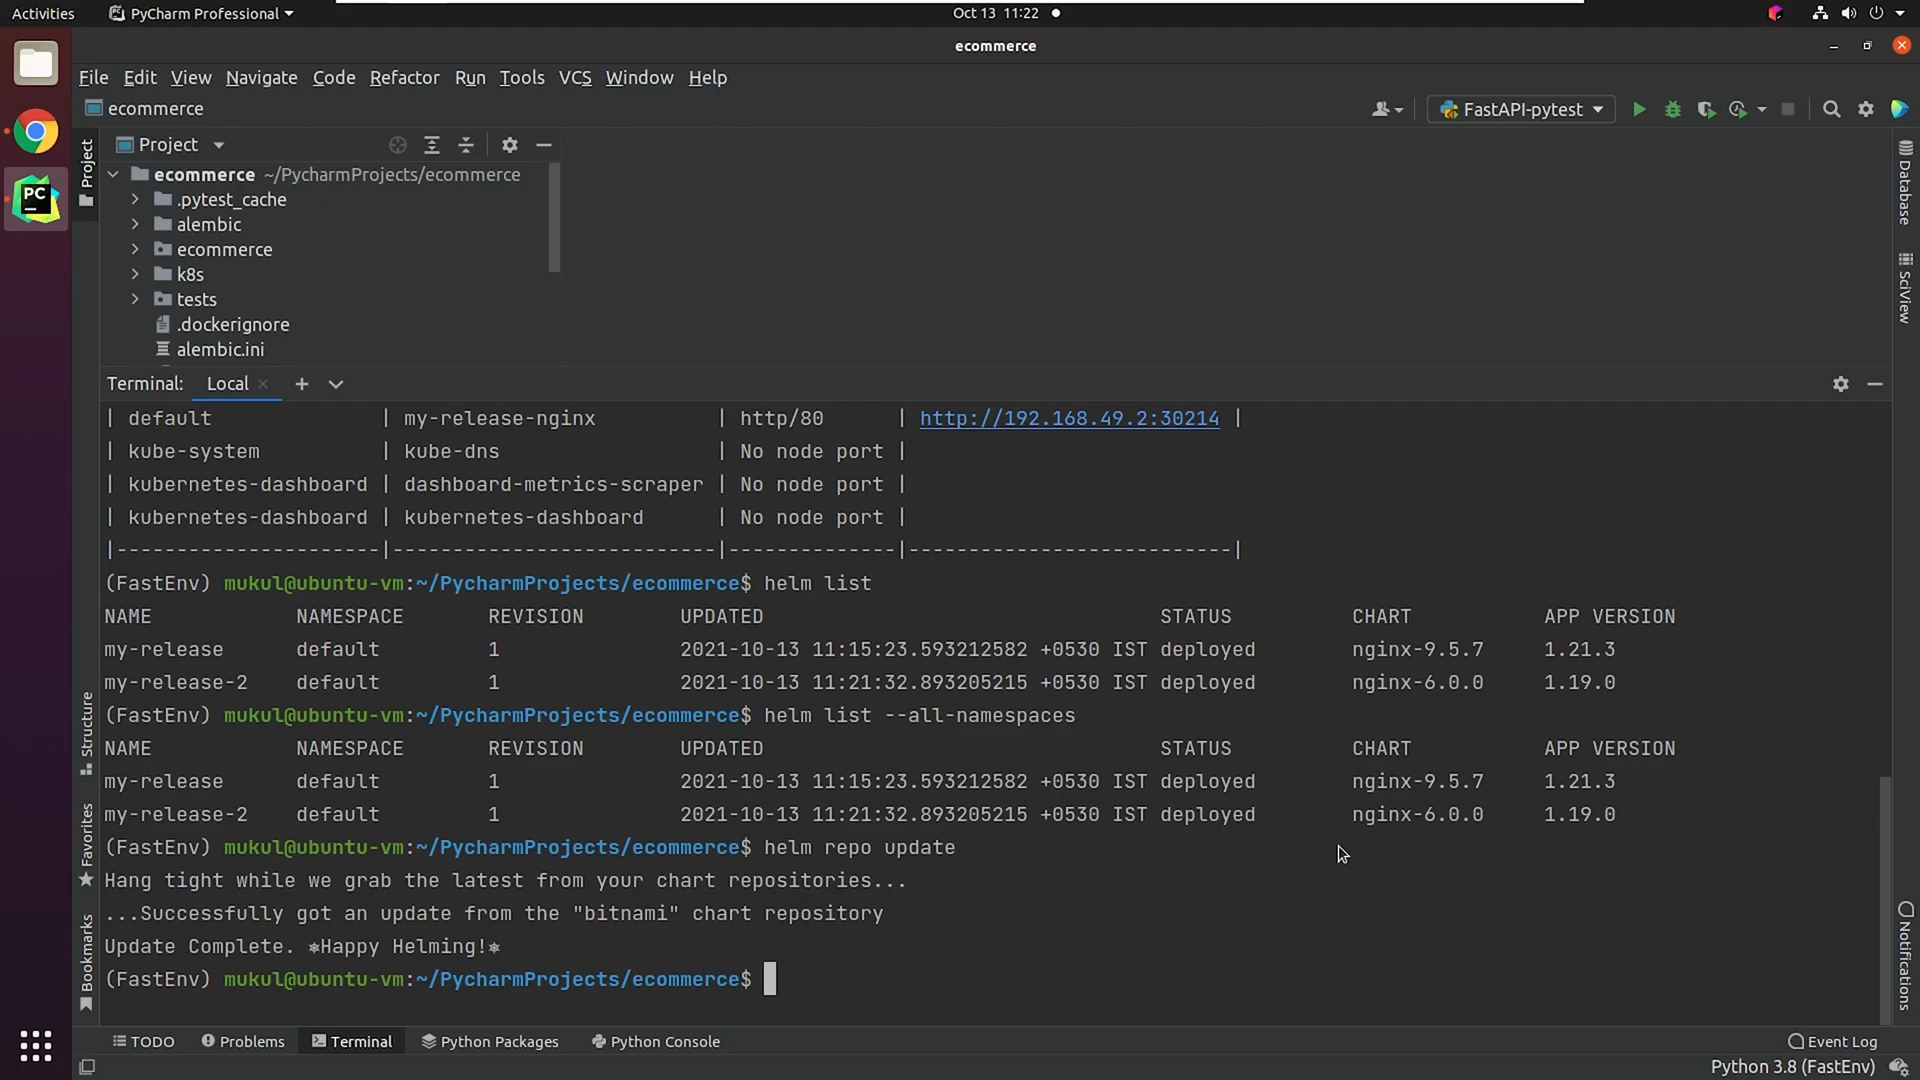 Activities PyCharm Professional Oct 13 11:22
ecommerce
File Edit View Navigate Code Refactor Run Tools VCS Window Help
ecommerce FastAPI-pytest
Project
ecommerce ~/PycharmProjects/ecommerce
.pytest_cache
alembic
ecommerce
k8s
tests
.dockerignore
alembic.ini
Project
Structure
Favorites
Bookmarks
Database
SciView
Notifications
Terminal: Local
| default | my-release-nginx | http/80 | http://192.168.49.2:30214 |
| kube-system | kube-dns | No node port |
| kubernetes-dashboard | dashboard-metrics-scraper | No node port |
| kubernetes-dashboard | kubernetes-dashboard | No node port |
|----------------------|---------------------------|--------------|---------------------------|
(FastEnv) mukul@ubuntu-vm:~/PycharmProjects/ecommerce$ helm list
NAME NAMESPACE REVISION UPDATED STATUS CHART APP VERSION
my-release default 1 2021-10-13 11:15:23.593212582 +0530 IST deployed nginx-9.5.7 1.21.3
my-release-2 default 1 2021-10-13 11:21:32.893205215 +0530 IST deployed nginx-6.0.0 1.19.0
(FastEnv) mukul@ubuntu-vm:~/PycharmProjects/ecommerce$ helm list --all-namespaces
NAME NAMESPACE REVISION UPDATED STATUS CHART APP VERSION
my-release default 1 2021-10-13 11:15:23.593212582 +0530 IST deployed nginx-9.5.7 1.21.3
my-release-2 default 1 2021-10-13 11:21:32.893205215 +0530 IST deployed nginx-6.0.0 1.19.0
(FastEnv) mukul@ubuntu-vm:~/PycharmProjects/ecommerce$ helm repo update
Hang tight while we grab the latest from your chart repositories...
...Successfully got an update from the "bitnami" chart repository
Update Complete. ⎈Happy Helming!⎈
(FastEnv) mukul@ubuntu-vm:~/PycharmProjects/ecommerce$
TODO Problems Terminal Python Packages Python Console Event Log
Python 3.8 (FastEnv)